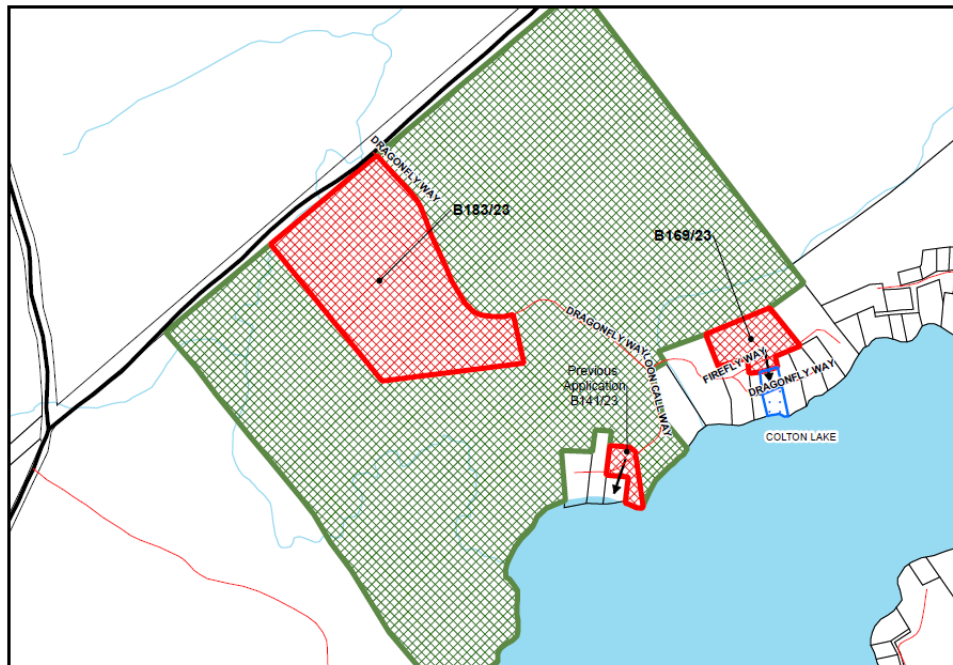 DRAGONFLY WAY
B183/23
B169/23
DRAGONFLY WAY
LOON CALL WAY
FIREFLY WAY
DRAGONFLY WAY
Previous
Application
B141/23
COLTON LAKE